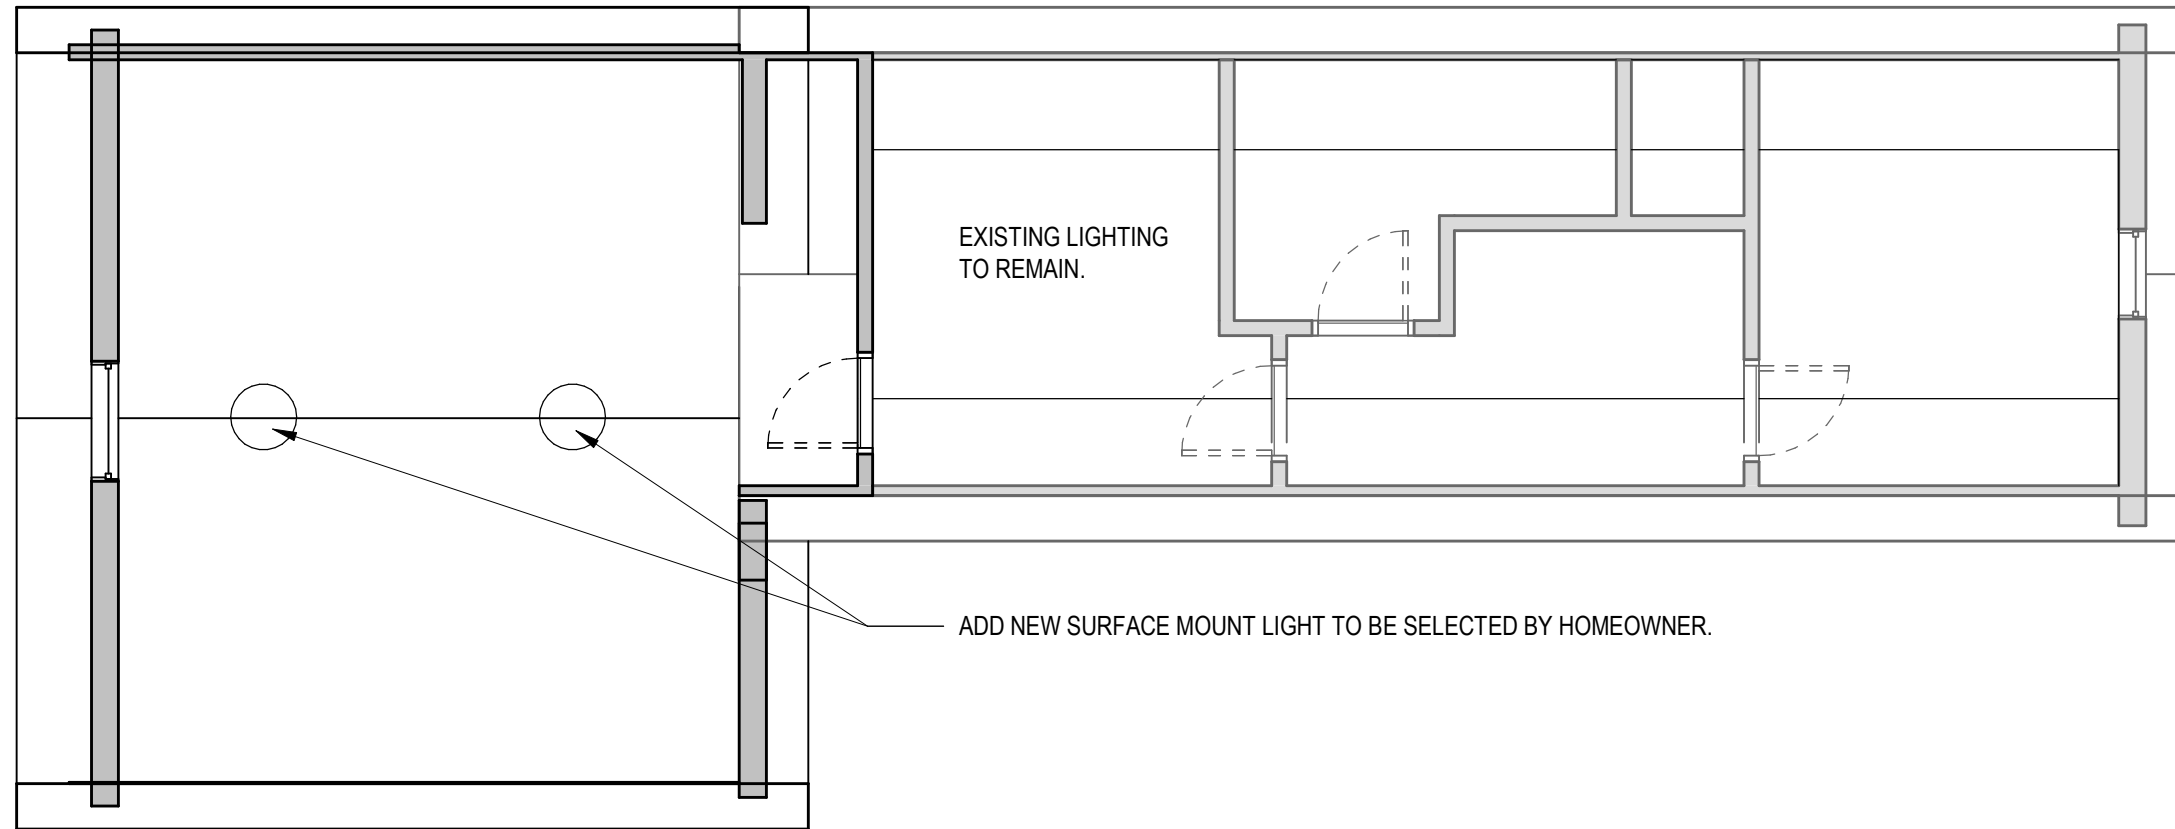 EXISTING LIGHTING
TO REMAIN.
ADD NEW SURFACE MOUNT LIGHT TO BE SELECTED BY HOMEOWNER.